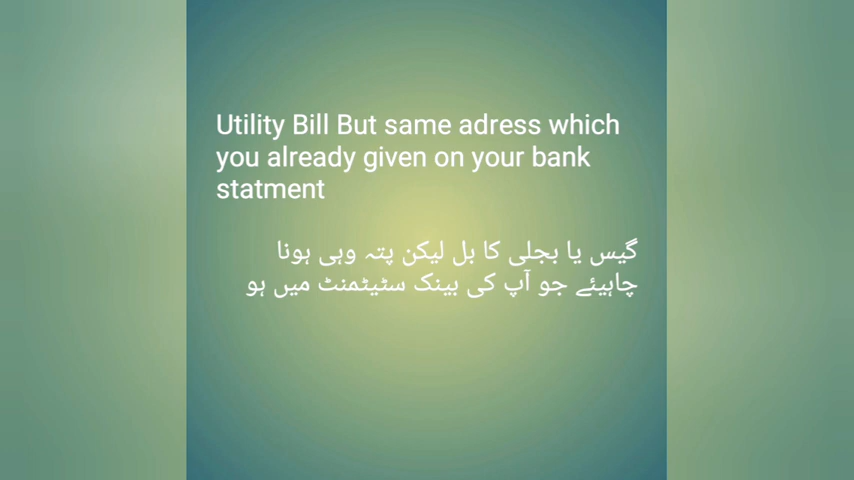 Utility Bill But same adress which
you already given on your bank
statment
گیس یا بجلی کا بل لیکن پتہ وہی ہونا
چاہیئے جو آپ کی بینک سٹیٹمنٹ میں ہو